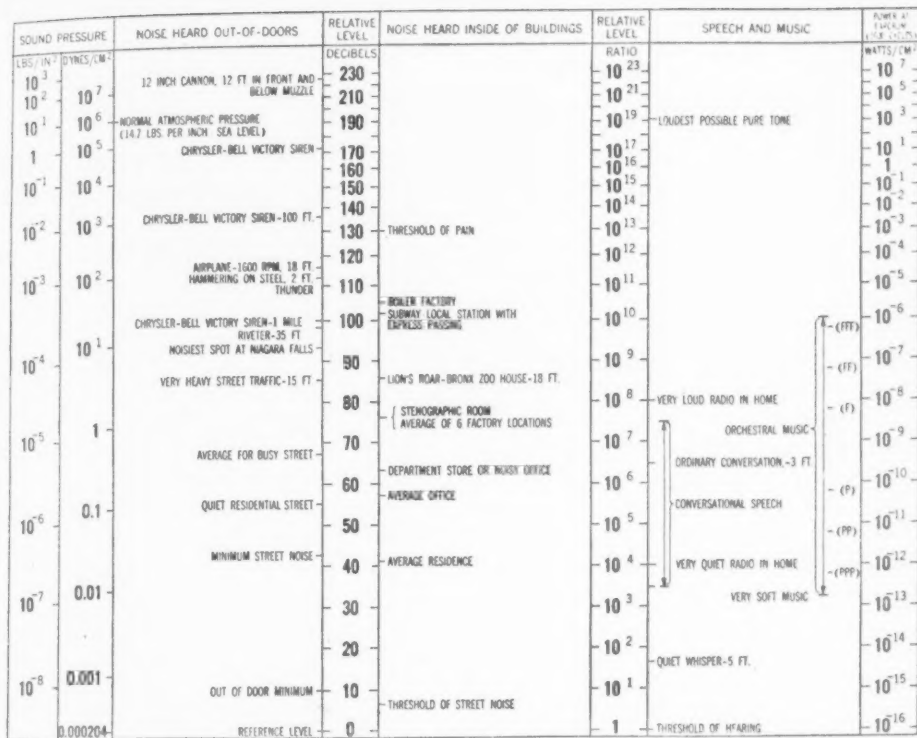 SOUND PRESSURE
NOISE HEARD OUT-OF-DOORS
RELATIVE
LEVEL
NOISE HEARD INSIDE OF BUILDINGS
RELATIVE
LEVEL
SPEECH AND MUSIC
POWER AT
LBS/IN²
DYNES/CM²
DECIBELS
RATIO
WATTS/CM²
10³
10²
10¹
1
10⁻¹
10⁻²
10⁻³
10⁻⁴
10⁻⁵
10⁻⁶
10⁻⁷
10⁻⁸
10⁷
10⁶
10⁵
10⁴
10³
10²
10¹
1
0.1
0.01
0.001
0.000204
12 INCH CANNON, 12 FT IN FRONT AND
BELOW MUZZLE
NORMAL ATMOSPHERIC PRESSURE
(14.7 LBS. PER INCH SEA LEVEL)
CHRYSLER-BELL VICTORY SIREN
CHRYSLER-BELL VICTORY SIREN-100 FT.
AIRPLANE-1600 RPM, 18 FT.
HAMMERING ON STEEL, 2 FT.
THUNDER
CHRYSLER-BELL VICTORY SIREN-1 MILE
RIVETER-35 FT.
NOISIEST SPOT AT NIAGARA FALLS
VERY HEAVY STREET TRAFFIC-15 FT
AVERAGE FOR BUSY STREET
QUIET RESIDENTIAL STREET
MINIMUM STREET NOISE
OUT OF DOOR MINIMUM
REFERENCE LEVEL
230
210
190
170
160
150
140
130
120
110
100
90
80
70
60
50
40
30
20
10
0
THRESHOLD OF PAIN
BOILER FACTORY
SUBWAY LOCAL STATION WITH
EXPRESS PASSING
LION'S ROAR-BRONX ZOO HOUSE-18 FT.
STENOGRAPHIC ROOM
AVERAGE OF 6 FACTORY LOCATIONS
DEPARTMENT STORE OR NOISY OFFICE
AVERAGE OFFICE
AVERAGE RESIDENCE
THRESHOLD OF STREET NOISE
10²³
10²¹
10¹⁹
10¹⁷
10¹⁶
10¹⁵
10¹⁴
10¹³
10¹²
10¹¹
10¹⁰
10⁹
10⁸
10⁷
10⁶
10⁵
10⁴
10³
10²
10¹
1
LOUDEST POSSIBLE PURE TONE
VERY LOUD RADIO IN HOME
ORCHESTRAL MUSIC
ORDINARY CONVERSATION,-3 FT
CONVERSATIONAL SPEECH
VERY QUIET RADIO IN HOME
VERY SOFT MUSIC
QUIET WHISPER-5 FT.
THRESHOLD OF HEARING
(FFF)
(FF)
(F)
(P)
(PP)
(PPP)
10⁷
10⁵
10³
10¹
1
10⁻¹
10⁻²
10⁻³
10⁻⁴
10⁻⁵
10⁻⁶
10⁻⁷
10⁻⁸
10⁻⁹
10⁻¹⁰
10⁻¹¹
10⁻¹²
10⁻¹³
10⁻¹⁴
10⁻¹⁵
10⁻¹⁶